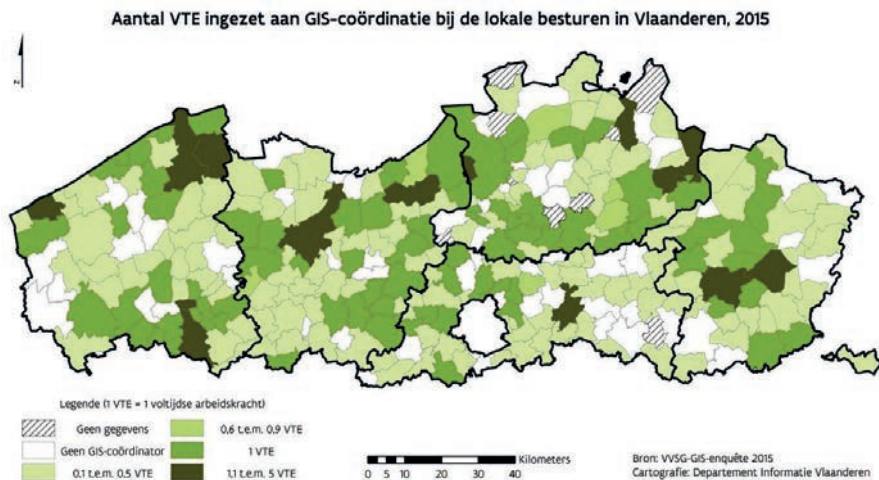 Aantal VTE ingezet aan GIS-coördinatie bij de lokale besturen in Vlaanderen, 2015
N
Legende (1 VTE = 1 voltijdse arbeidskracht)
Geen gegevens
Geen GIS-coördinator
0,1 t.e.m. 0,5 VTE
0,6 t.e.m. 0,9 VTE
1 VTE
1,1 t.e.m. 5 VTE
Kilometers
0 5 10 20 30 40
Bron: VVSG-GIS-enquête 2015
Cartografie: Departement Informatie Vlaanderen